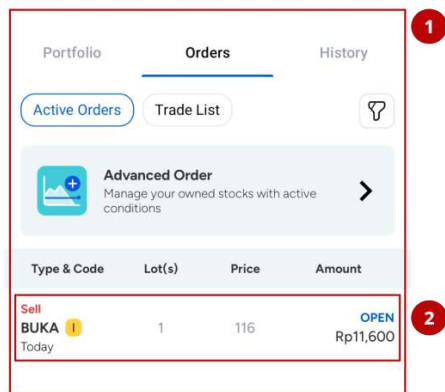 1
Portfolio Orders History
Active Orders Trade List
Advanced Order
Manage your owned stocks with active
conditions
Type & Code Lot(s) Price Amount
Sell
BUKA I 1 116 OPEN
Today Rp11,600
2